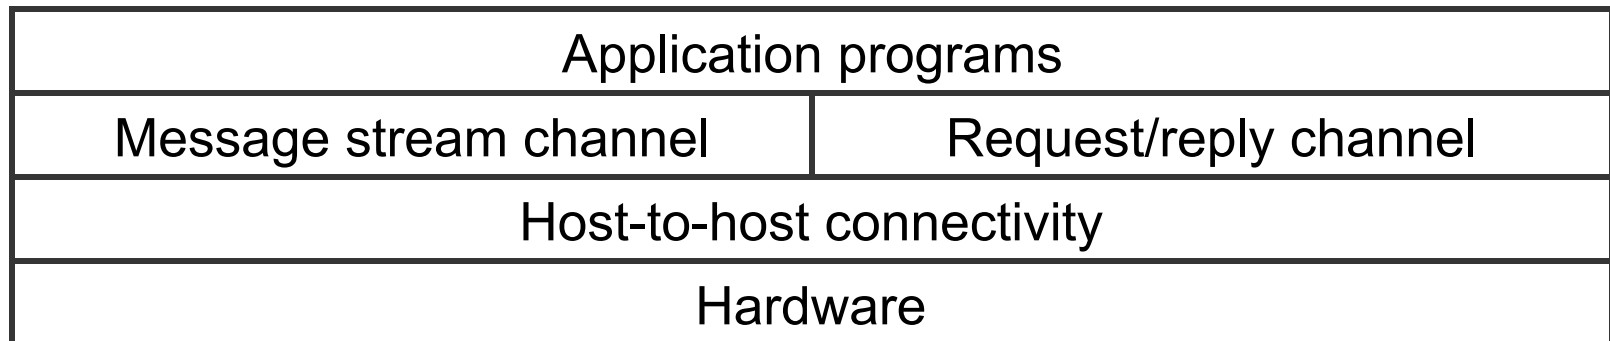 Application programs
Message stream channel
Request/reply channel
Host-to-host connectivity
Hardware